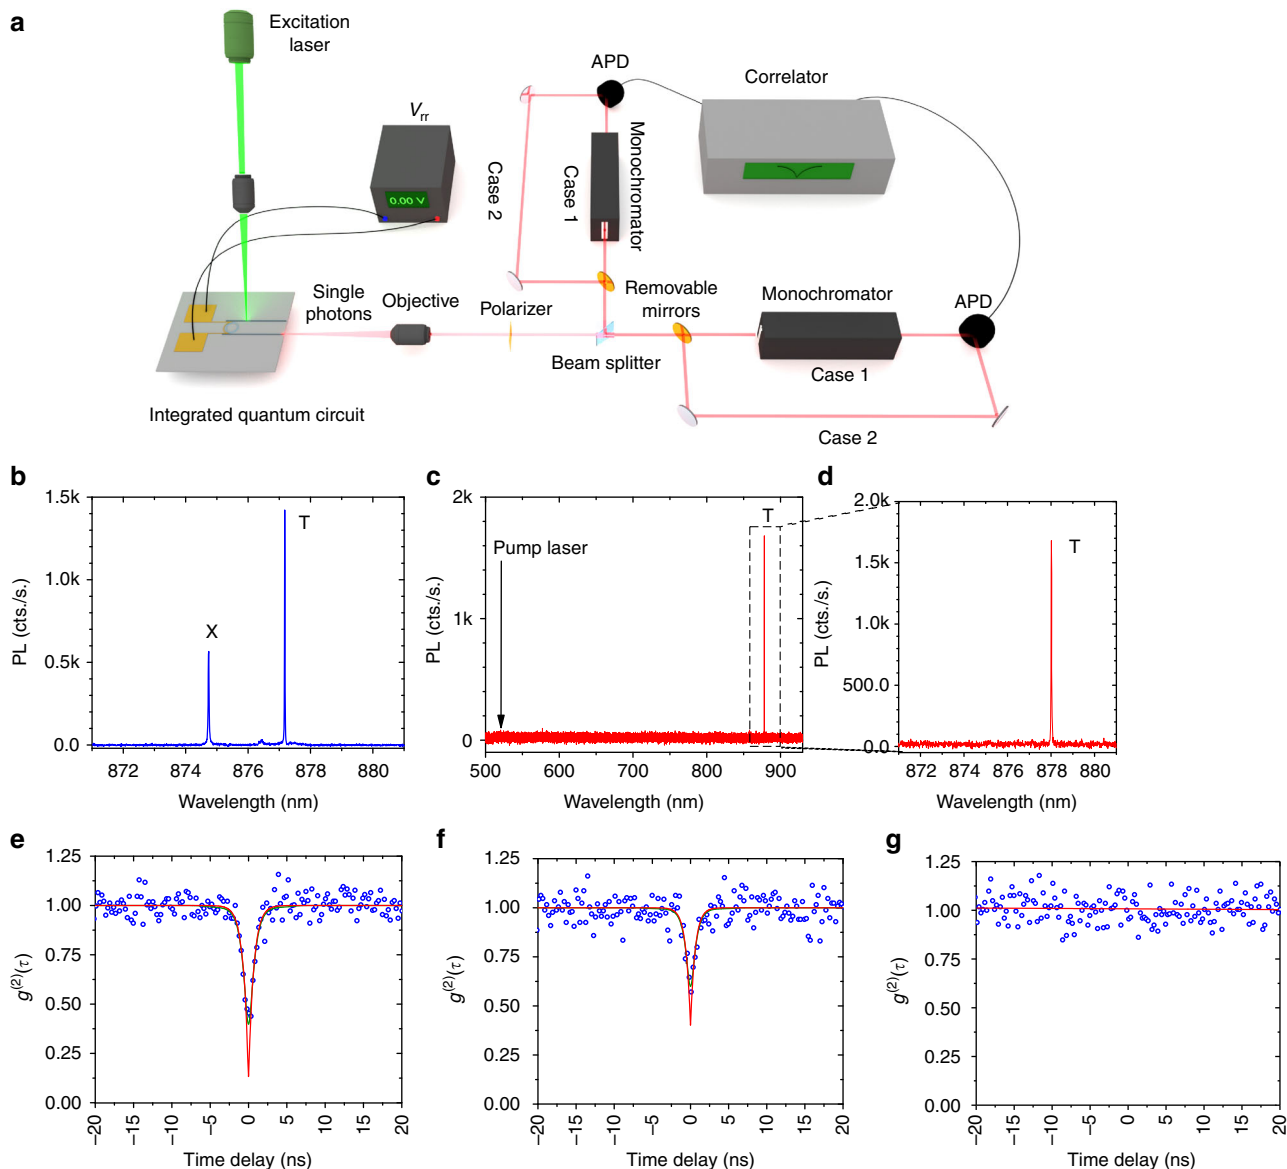 a
Excitation
laser
V_rr
0.00 V
APD
Correlator
Monochromator
Case 1
Case 2
Single
photons
Objective
Polarizer
Removable
mirrors
Monochromator
APD
Beam splitter
Case 1
Integrated quantum circuit
Case 2
b
1.5k
1.0k
0.5k
0.0
X
T
872 874 876 878 880
PL (cts./s.)
Wavelength (nm)
c
2k
1k
0
Pump laser
T
500 600 700 800 900
PL (cts./s.)
Wavelength (nm)
d
2.0k
1.5k
1.0k
500.0
0.0
T
872 874 876 878 880
PL (cts./s.)
Wavelength (nm)
e
1.25
1.00
0.75
0.50
0.25
0.00
g^(2)(τ)
−20 −15 −10 −5 0 5 10 15 20
Time delay (ns)
f
1.25
1.00
0.75
0.50
0.25
0.00
g^(2)(τ)
−20 −15 −10 −5 0 5 10 15 20
Time delay (ns)
g
1.25
1.00
0.75
0.50
0.25
0.00
g^(2)(τ)
−20 −15 −10 −5 0 5 10 15 20
Time delay (ns)